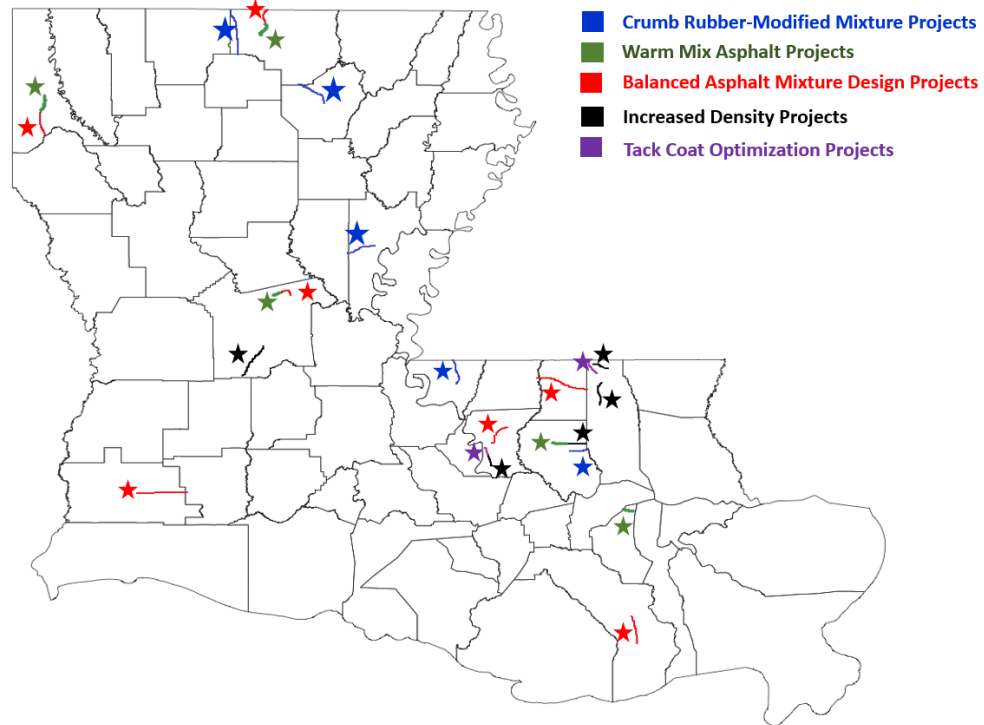 Crumb Rubber-Modified Mixture Projects
Warm Mix Asphalt Projects
Balanced Asphalt Mixture Design Projects
Increased Density Projects
Tack Coat Optimization Projects